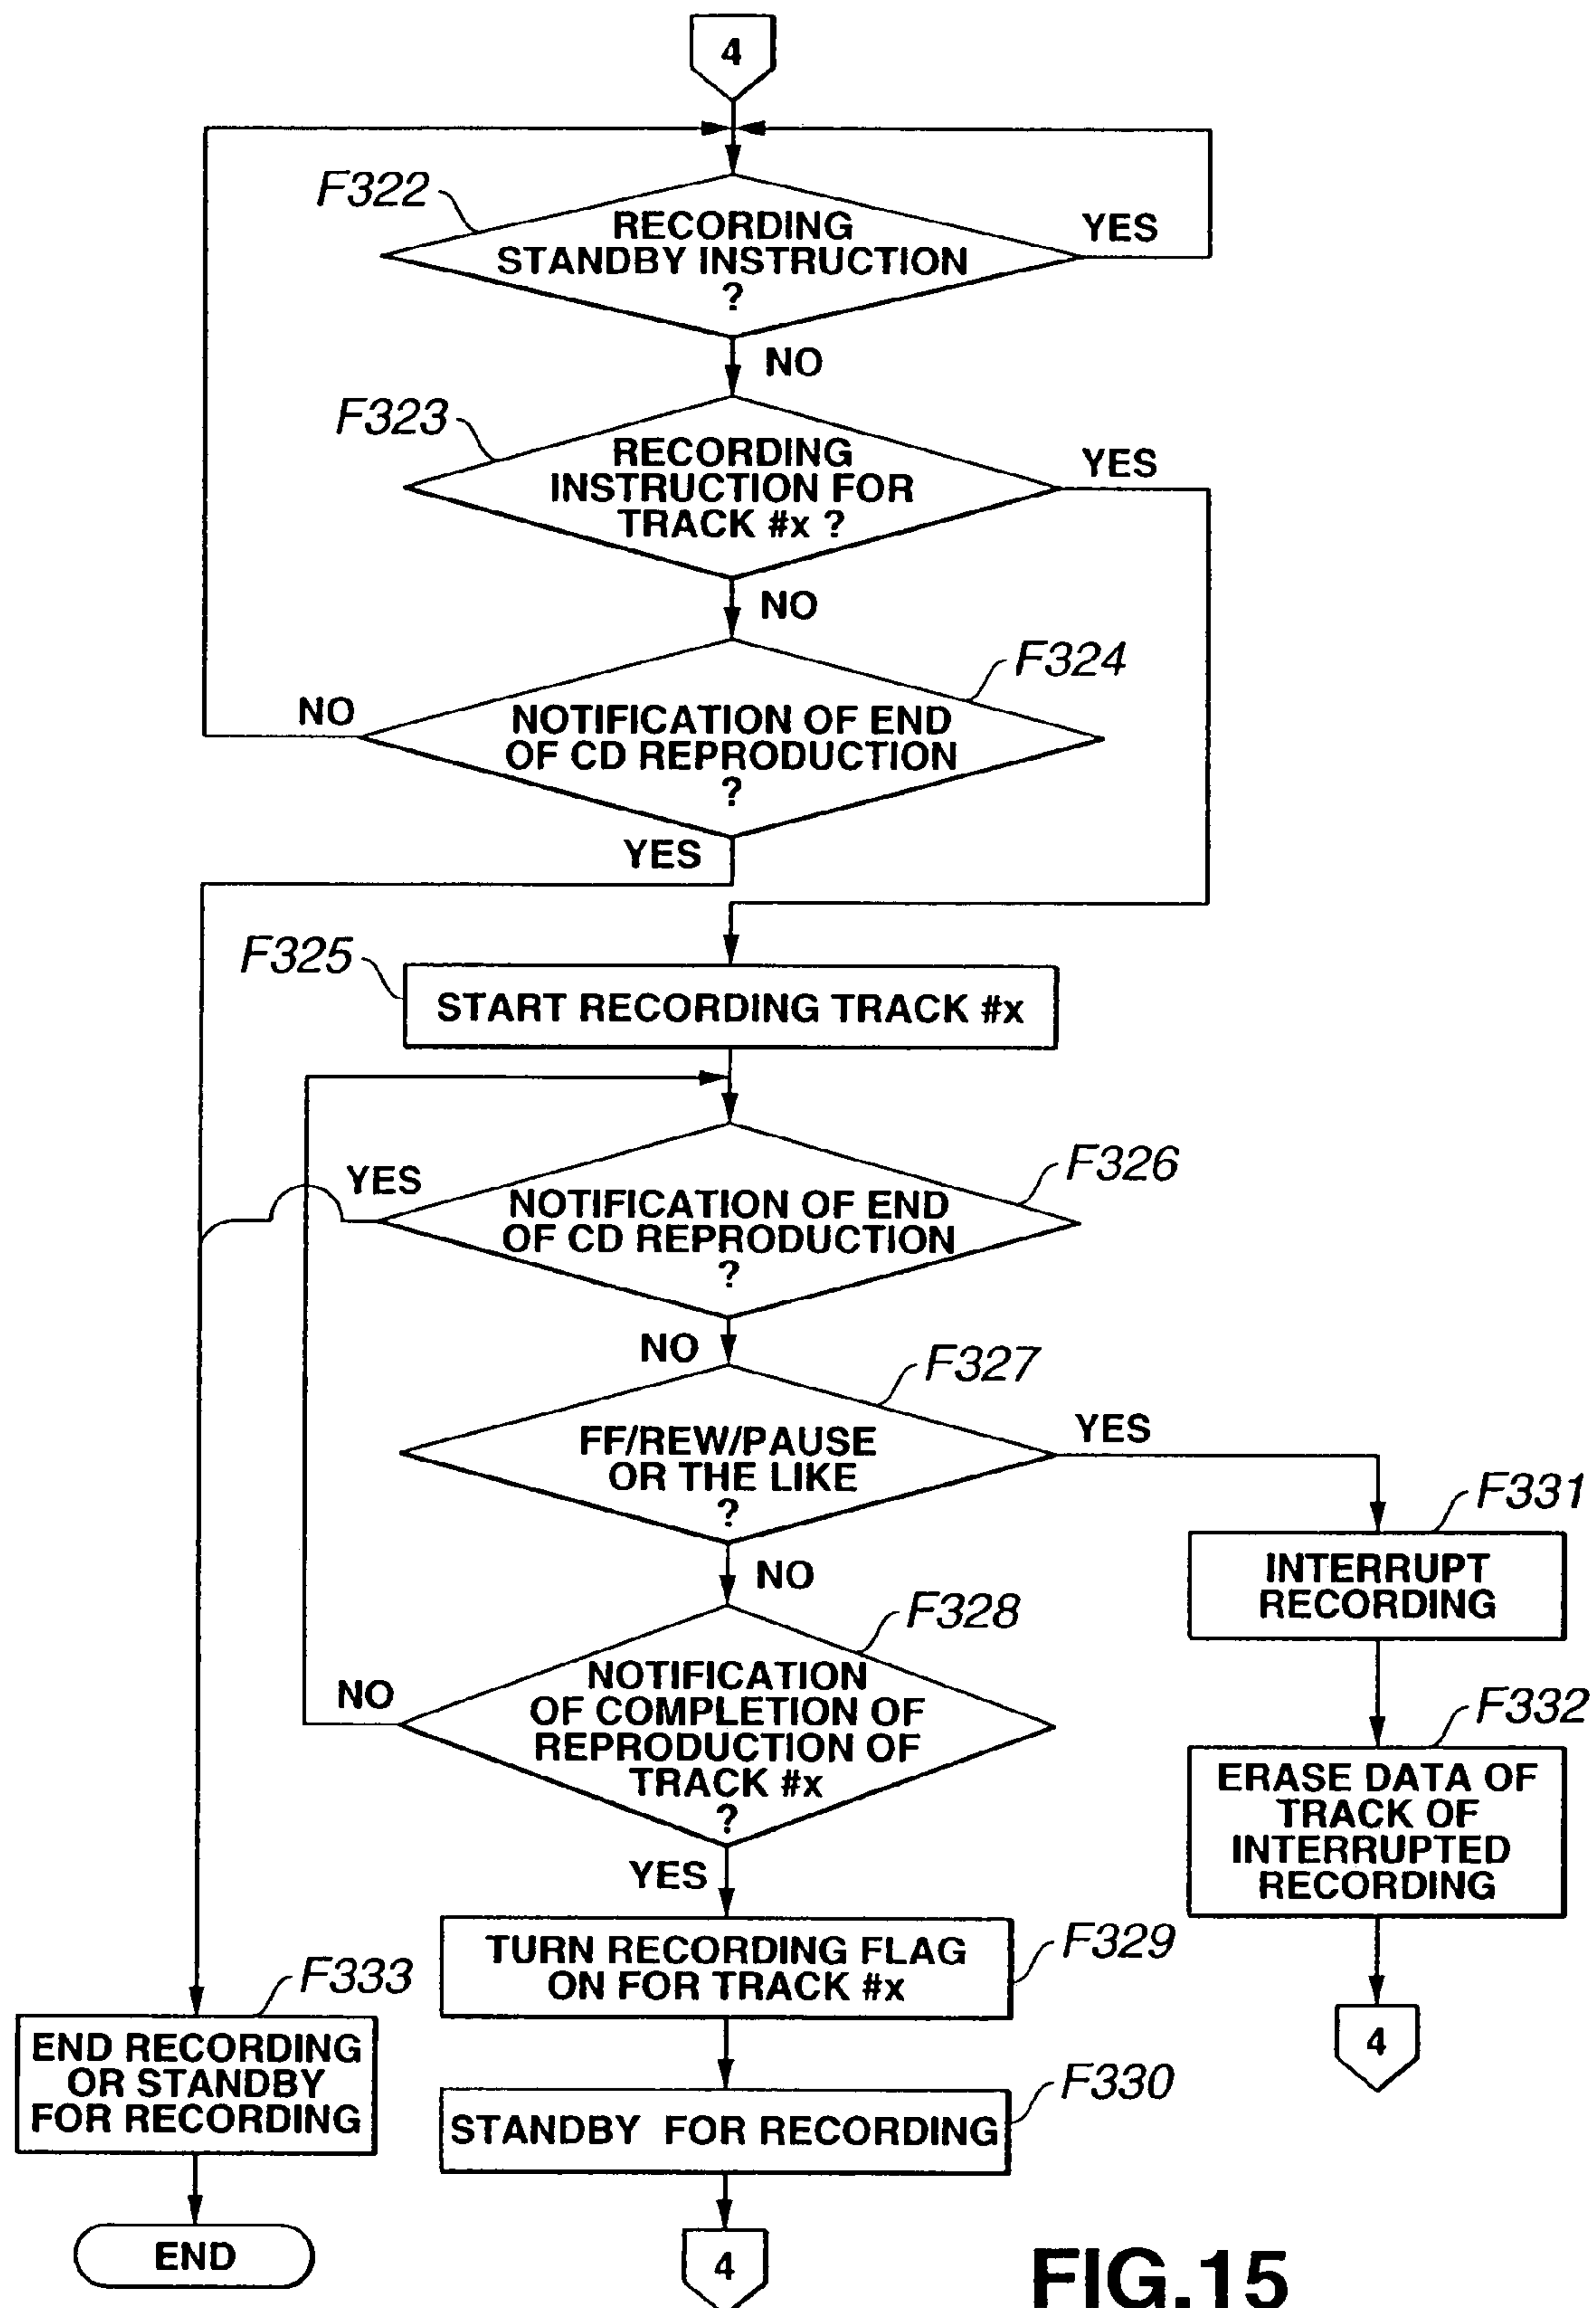 4
F322
RECORDING
STANDBY INSTRUCTION
?
YES
NO
F323
RECORDING
INSTRUCTION FOR
TRACK #x ?
YES
NO
F324
NOTIFICATION OF END
OF CD REPRODUCTION
?
NO
YES
F325
START RECORDING TRACK #x
F326
YES
NOTIFICATION OF END
OF CD REPRODUCTION
?
NO
F327
FF/REW/PAUSE
OR THE LIKE
?
YES
NO
F331
INTERRUPT
RECORDING
F328
NOTIFICATION
OF COMPLETION OF
REPRODUCTION OF
TRACK #x
?
NO
YES
F332
ERASE DATA OF
TRACK OF
INTERRUPTED
RECORDING
4
F329
TURN RECORDING FLAG
ON FOR TRACK #x
F333
END RECORDING
OR STANDBY
FOR RECORDING
F330
STANDBY FOR RECORDING
END
4
FIG.15